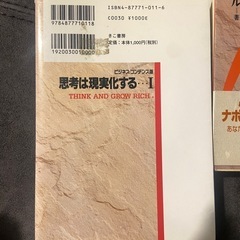 ISBN4-87771-011-6
C0030 ¥1000E
9784877710118
きこ書房
定価：本体1,000円(税別)
ビジネスコンデンス選
思考は現実化する…I
THINK AND GROW RICH
ル
ナポ
あなた